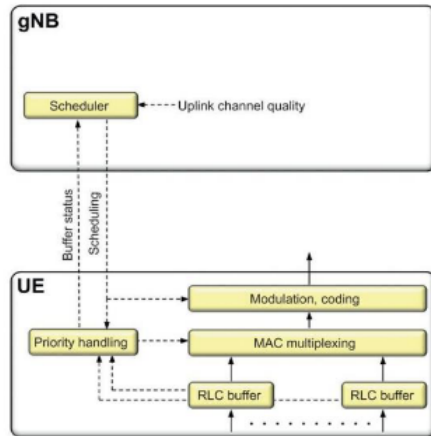 gNB
Scheduler
Uplink channel quality
Buffer status
Scheduling
UE
Modulation, coding
Priority handling
MAC multiplexing
RLC buffer
RLC buffer